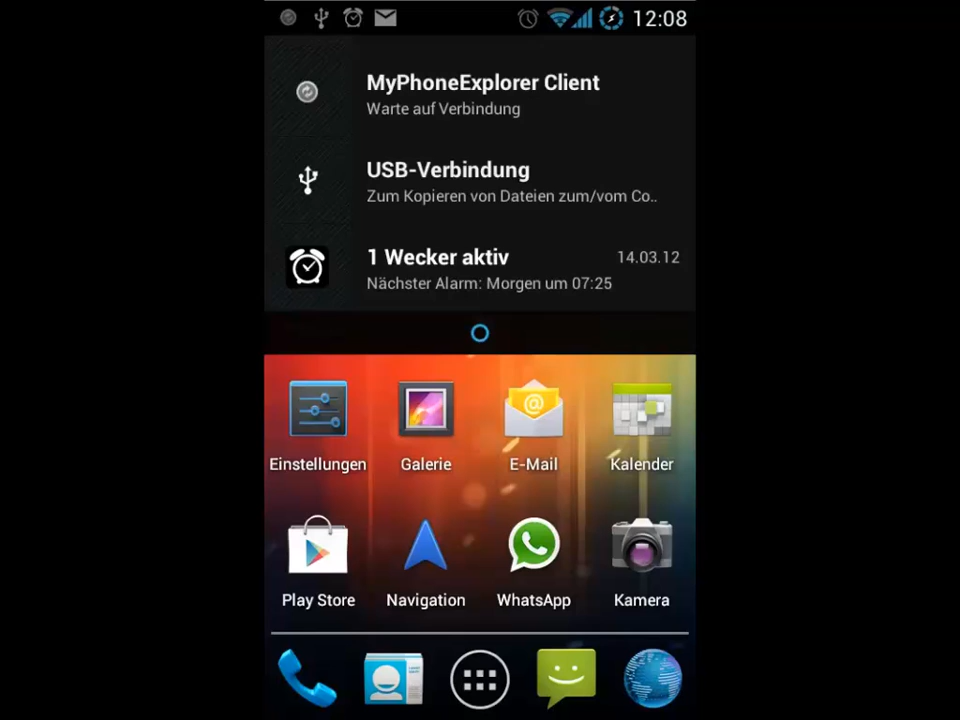 12:08
MyPhoneExplorer Client
Warte auf Verbindung
USB-Verbindung
Zum Kopieren von Dateien zum/vom Co..
1 Wecker aktiv 14.03.12
Nächster Alarm: Morgen um 07:25
Einstellungen Galerie E-Mail Kalender
Play Store Navigation WhatsApp Kamera